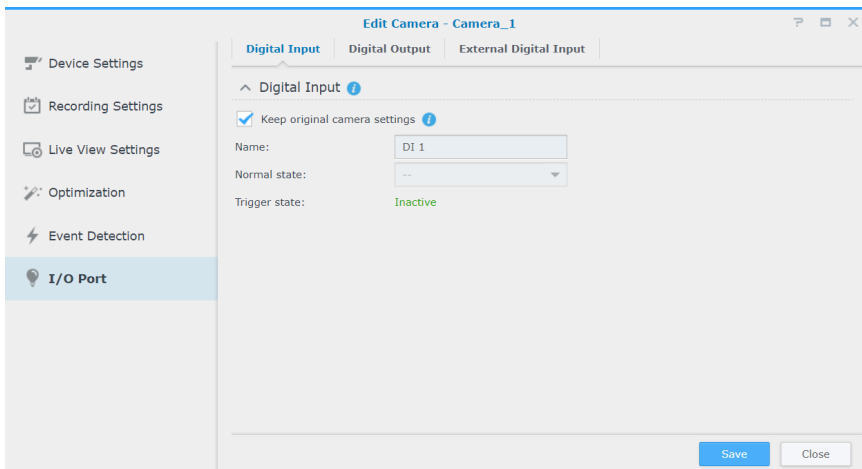 Edit Camera - Camera_1
Device Settings
Recording Settings
Live View Settings
Optimization
Event Detection
I/O Port
Digital Input Digital Output External Digital Input
Digital Input
Keep original camera settings
Name: DI 1
Normal state: --
Trigger state: Inactive
Save Close